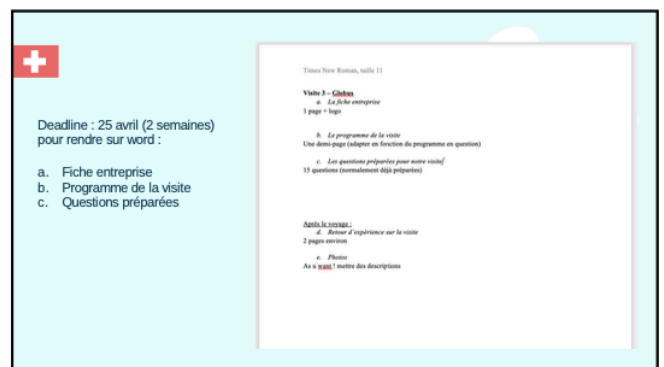 Deadline : 25 avril (2 semaines)
pour rendre sur word :
a. Fiche entreprise
b. Programme de la visite
c. Questions préparées
Times New Roman, taille 11
Visite 3 – Globus
a. La fiche entreprise
1 page + logo
b. Le programme de la visite
Une demi-page (adapter en fonction du programme en question)
c. Les questions préparées pour notre visite
15 questions (normalement déjà préparées)
Après le voyage :
d. Retour d'expérience sur la visite
2 pages environ
e. Photos
As u want ! mettre des descriptions